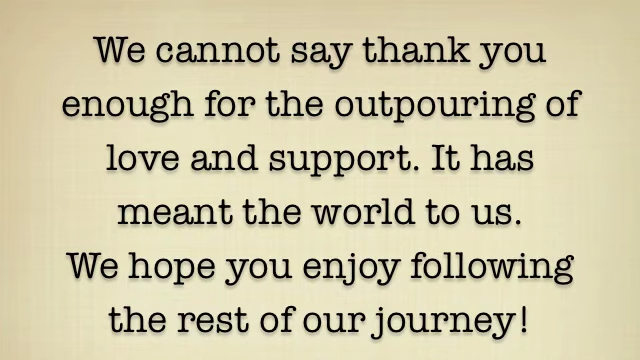 We cannot say thank you
enough for the outpouring of
love and support. It has
meant the world to us.
We hope you enjoy following
the rest of our journey!